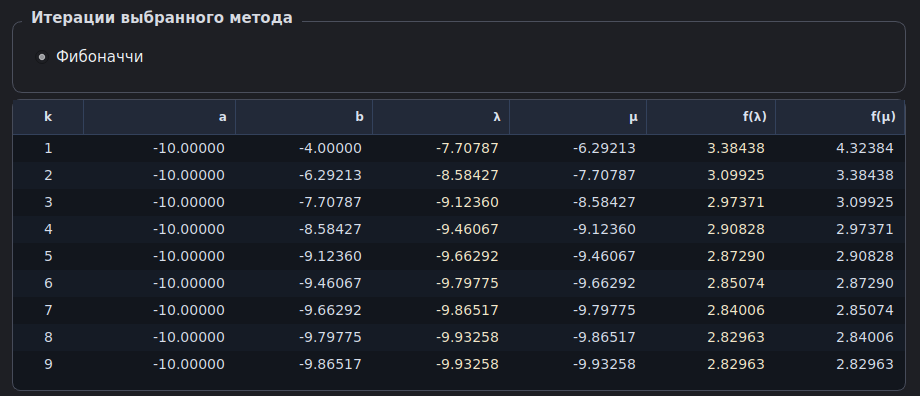 Итерации выбранного метода
Фибоначчи
k a b λ μ f(λ) f(μ)
1 -10.00000 -4.00000 -7.70787 -6.29213 3.38438 4.32384
2 -10.00000 -6.29213 -8.58427 -7.70787 3.09925 3.38438
3 -10.00000 -7.70787 -9.12360 -8.58427 2.97371 3.09925
4 -10.00000 -8.58427 -9.46067 -9.12360 2.90828 2.97371
5 -10.00000 -9.12360 -9.66292 -9.46067 2.87290 2.90828
6 -10.00000 -9.46067 -9.79775 -9.66292 2.85074 2.87290
7 -10.00000 -9.66292 -9.86517 -9.79775 2.84006 2.85074
8 -10.00000 -9.79775 -9.93258 -9.86517 2.82963 2.84006
9 -10.00000 -9.86517 -9.93258 -9.93258 2.82963 2.82963